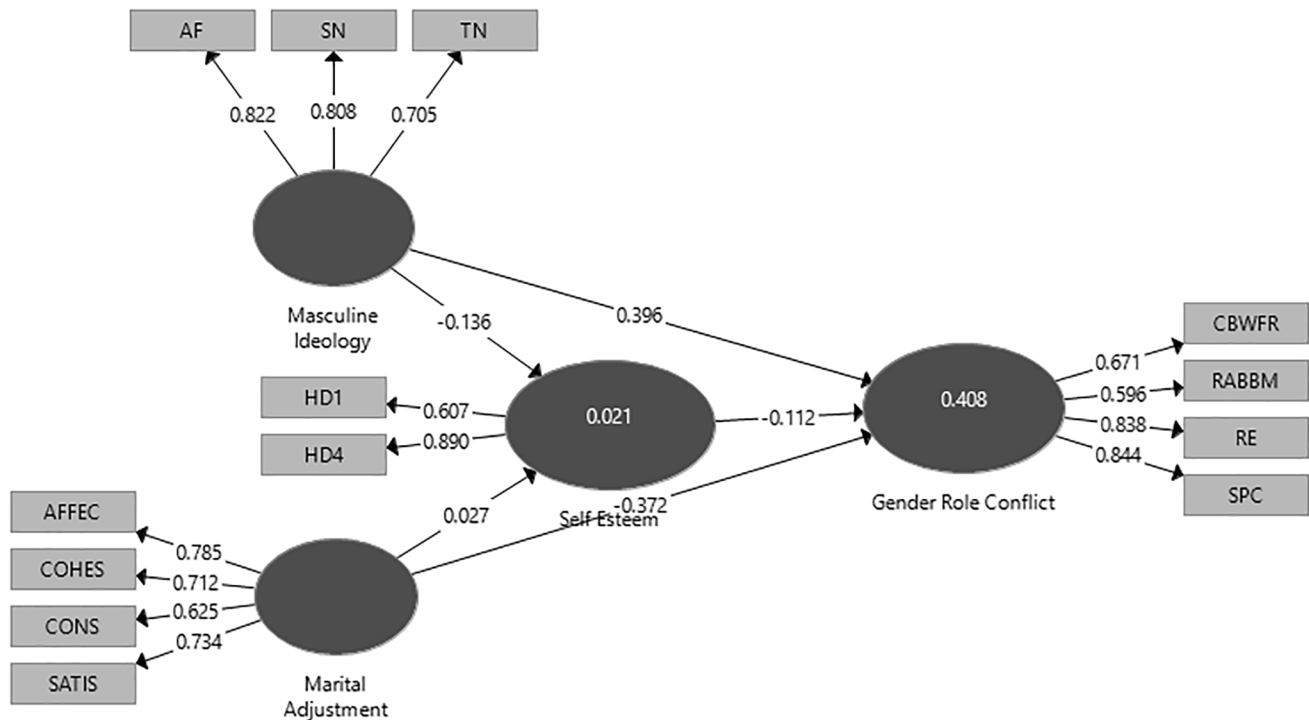 AF
SN
TN
0.822
0.808
0.705
Masculine
Ideology
-0.136
0.396
HD1
HD4
0.607
0.890
0.021
Self Esteem
-0.112
0.408
Gender Role Conflict
0.671
0.596
0.838
0.844
CBWFR
RABBM
RE
SPC
0.027
-0.372
AFFEC
COHES
CONS
SATIS
0.785
0.712
0.625
0.734
Marital
Adjustment